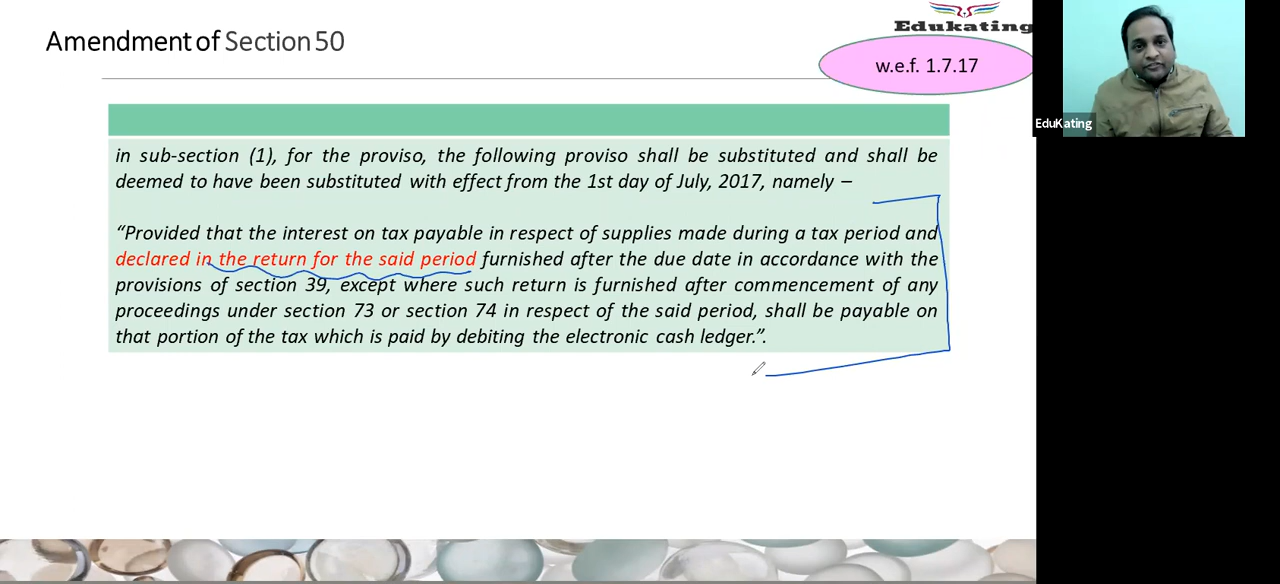 Amendment of Section 50
Edukating
w.e.f. 1.7.17
EduKating
in sub-section (1), for the proviso, the following proviso shall be substituted and shall be
deemed to have been substituted with effect from the 1st day of July, 2017, namely –
“Provided that the interest on tax payable in respect of supplies made during a tax period and
declared in the return for the said period furnished after the due date in accordance with the
provisions of section 39, except where such return is furnished after commencement of any
proceedings under section 73 or section 74 in respect of the said period, shall be payable on
that portion of the tax which is paid by debiting the electronic cash ledger.”.